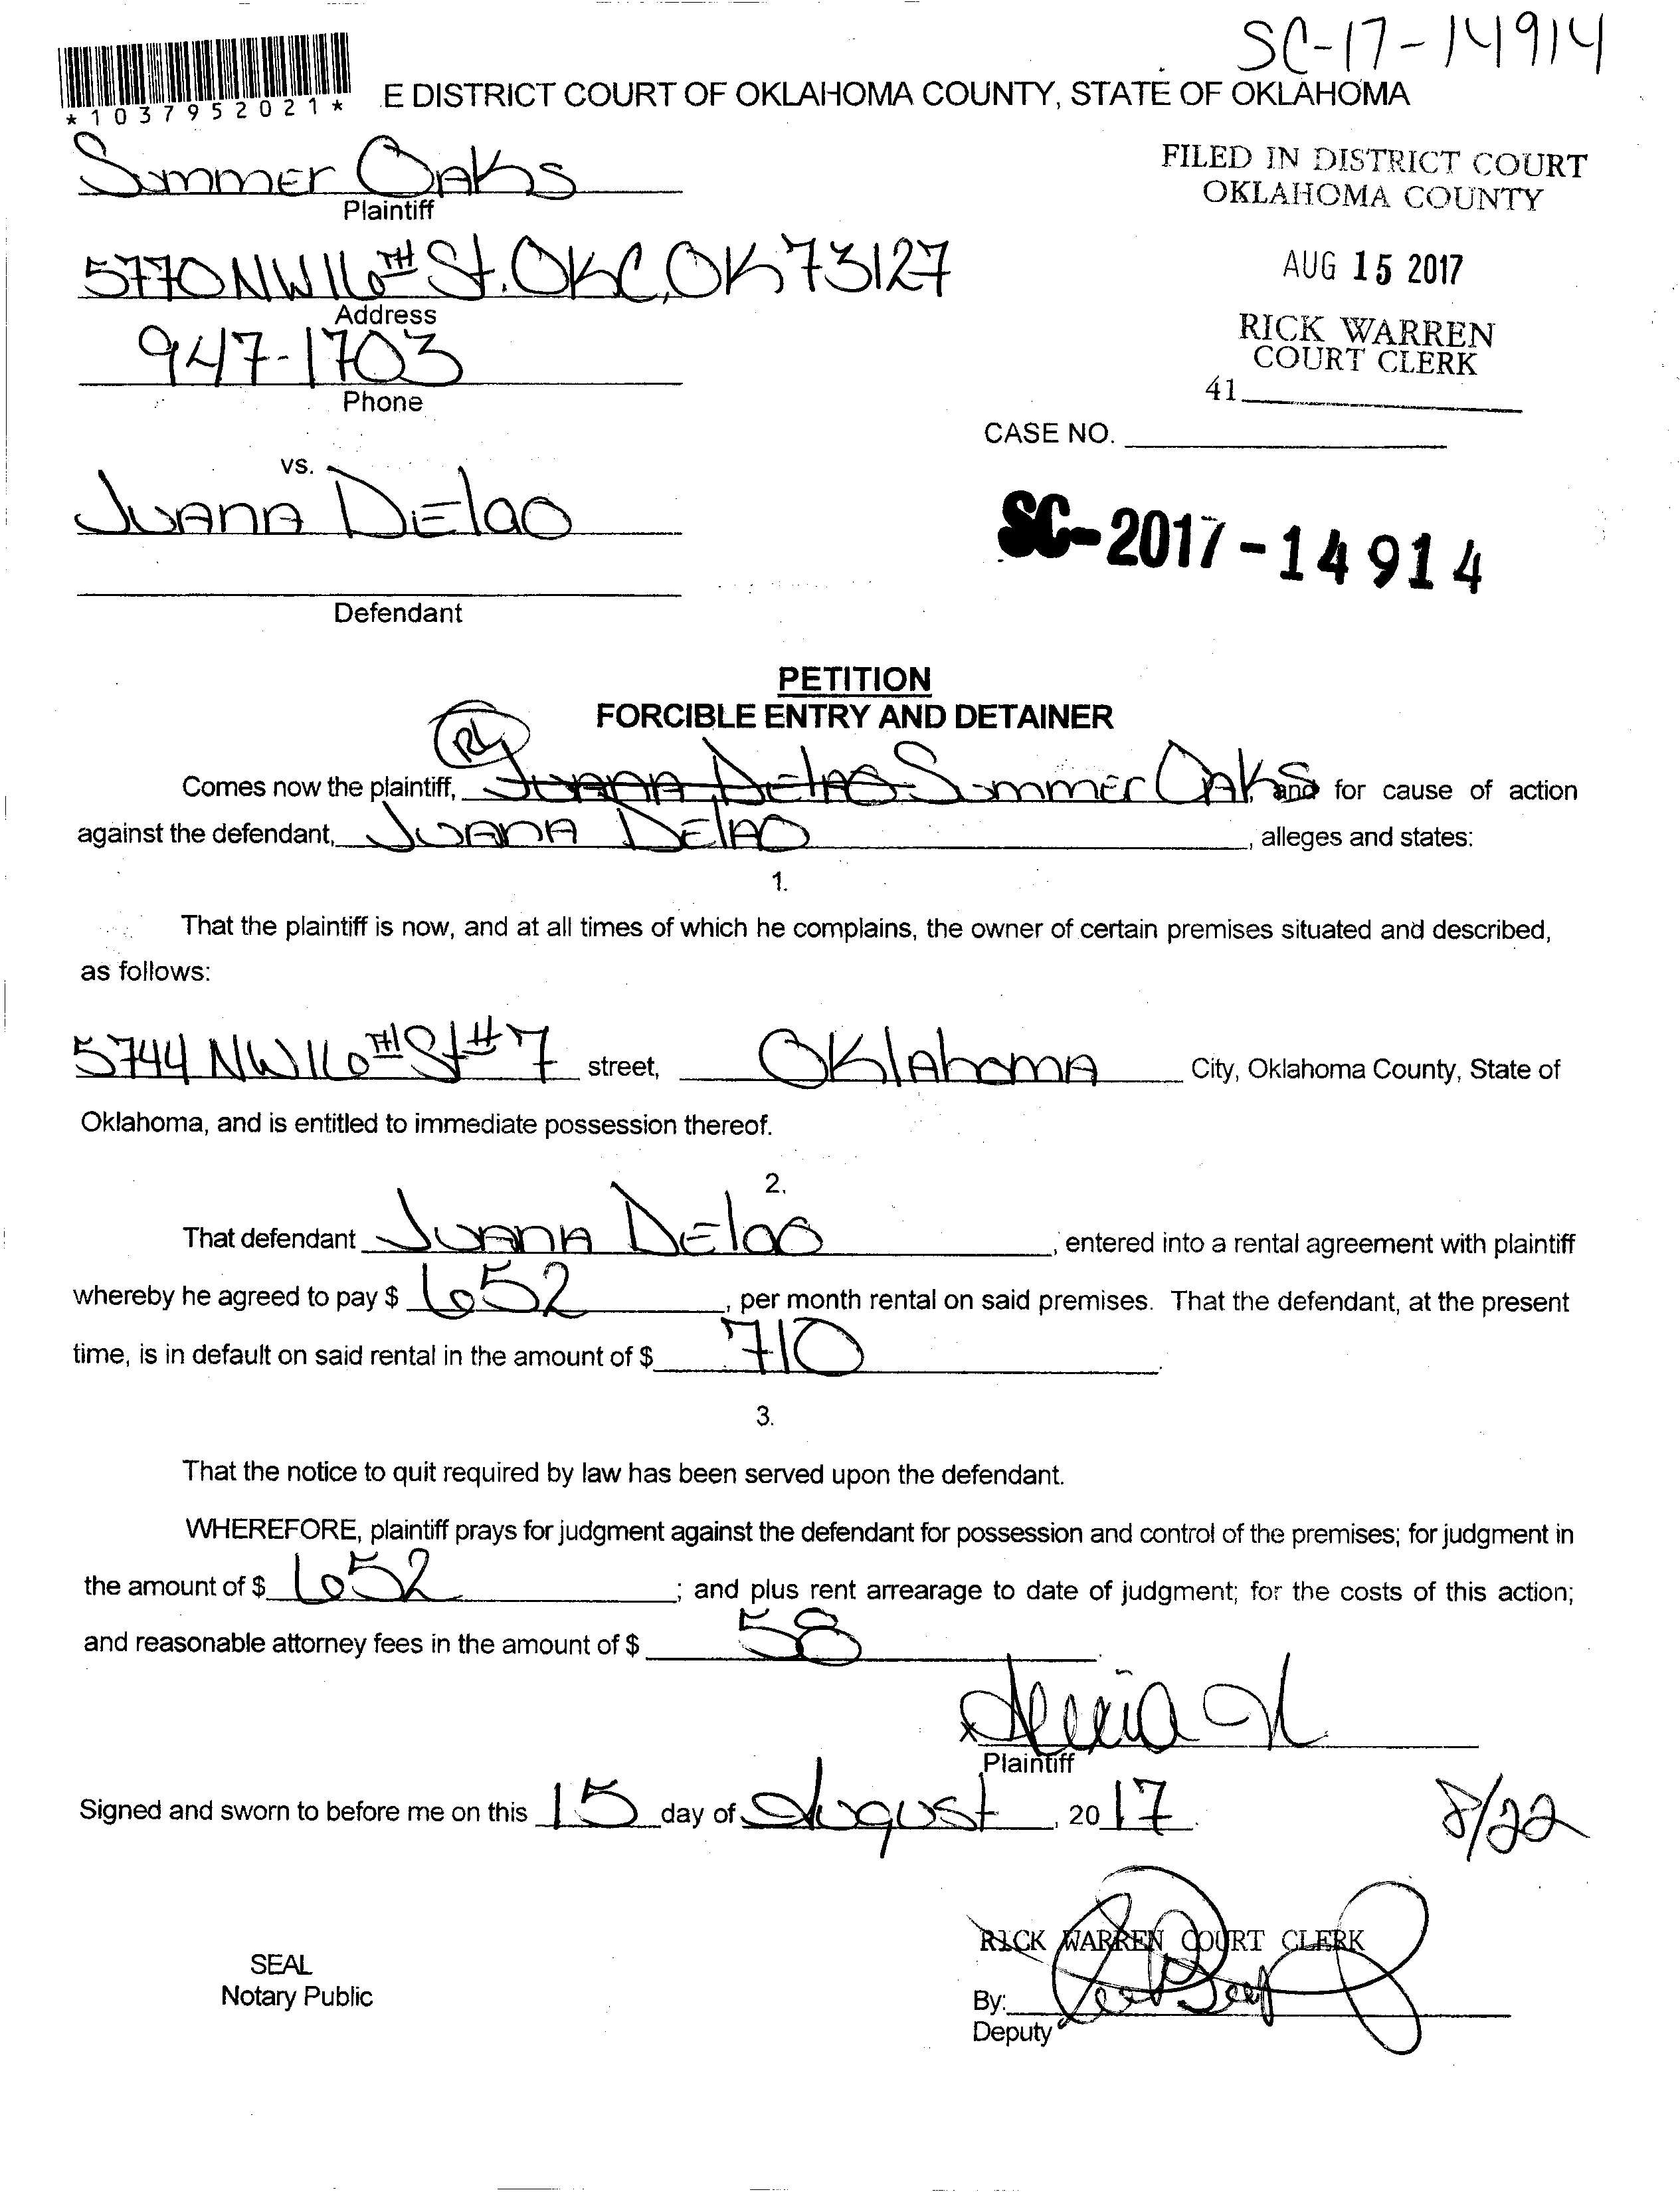 SC-17-14914
*1037952021*
E DISTRICT COURT OF OKLAHOMA COUNTY, STATE OF OKLAHOMA
Summer Oaks
Plaintiff
FILED IN DISTRICT COURT
OKLAHOMA COUNTY
5770 NW 16TH St. OKC, OK 73127
Address
AUG 15 2017
947-1703
Phone
RICK WARREN
COURT CLERK
41
CASE NO.
vs.
Juana Delao
SC-2017-14914
Defendant
PETITION
FORCIBLE ENTRY AND DETAINER
Comes now the plaintiff, Juana Delao Summer Oaks and for cause of action
against the defendant, Juana Delao, alleges and states:
1.
That the plaintiff is now, and at all times of which he complains, the owner of certain premises situated and described,
as follows:
5744 NW 16TH St #7 street, Oklahoma City, Oklahoma County, State of
Oklahoma, and is entitled to immediate possession thereof.
2.
That defendant Juana Delao, entered into a rental agreement with plaintiff
whereby he agreed to pay $ 652, per month rental on said premises. That the defendant, at the present
time, is in default on said rental in the amount of $ 710.
3.
That the notice to quit required by law has been served upon the defendant.
WHEREFORE, plaintiff prays for judgment against the defendant for possession and control of the premises; for judgment in
the amount of $ 652; and plus rent arrearage to date of judgment; for the costs of this action;
and reasonable attorney fees in the amount of $ 58.
x
Plaintiff
Signed and sworn to before me on this 15 day of August, 2017.
8/22
RICK WARREN COURT CLERK
SEAL
Notary Public
By:
Deputy